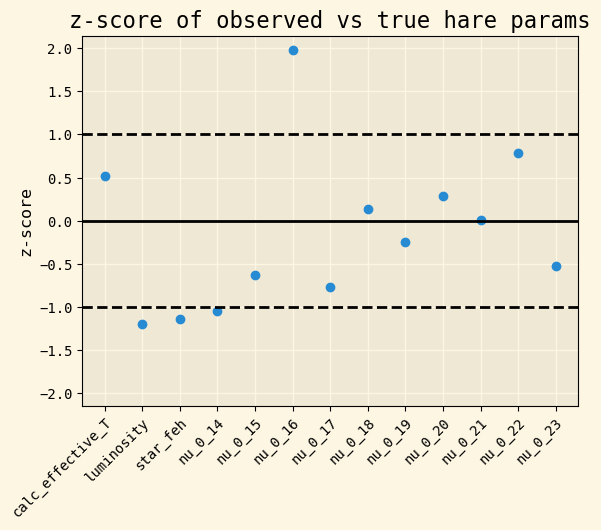 z-score of observed vs true hare params
z-score
2.0
1.5
1.0
0.5
0.0
−0.5
−1.0
−1.5
−2.0
calc_effective_T
luminosity
star_feh
nu_0_14
nu_0_15
nu_0_16
nu_0_17
nu_0_18
nu_0_19
nu_0_20
nu_0_21
nu_0_22
nu_0_23